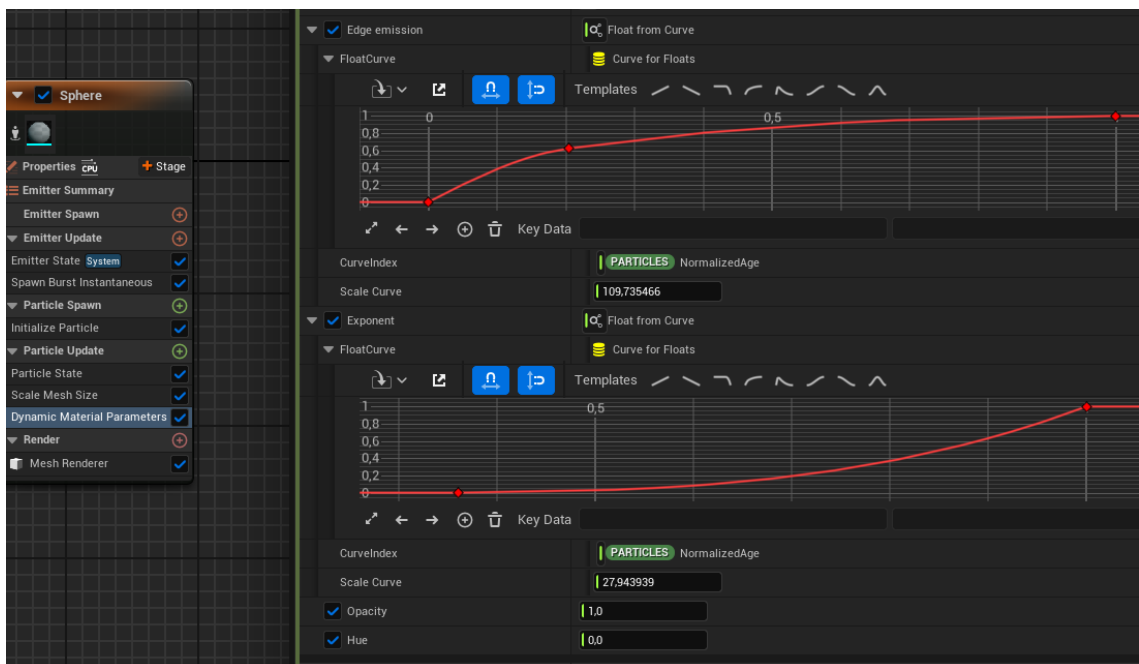 Sphere
Properties CPU + Stage
Emitter Summary
Emitter Spawn
Emitter Update
Emitter State System
Spawn Burst Instantaneous
Particle Spawn
Initialize Particle
Particle Update
Particle State
Scale Mesh Size
Dynamic Material Parameters
Render
Mesh Renderer
Edge emission Float from Curve
FloatCurve Curve for Floats
Templates
1 0 0,5
0,8
0,6
0,4
0,2
0
Key Data
CurveIndex PARTICLES NormalizedAge
Scale Curve 109,735466
Exponent Float from Curve
FloatCurve Curve for Floats
Templates
1 0,5
0,8
0,6
0,4
0,2
0
Key Data
CurveIndex PARTICLES NormalizedAge
Scale Curve 27,943939
Opacity 1,0
Hue 0,0